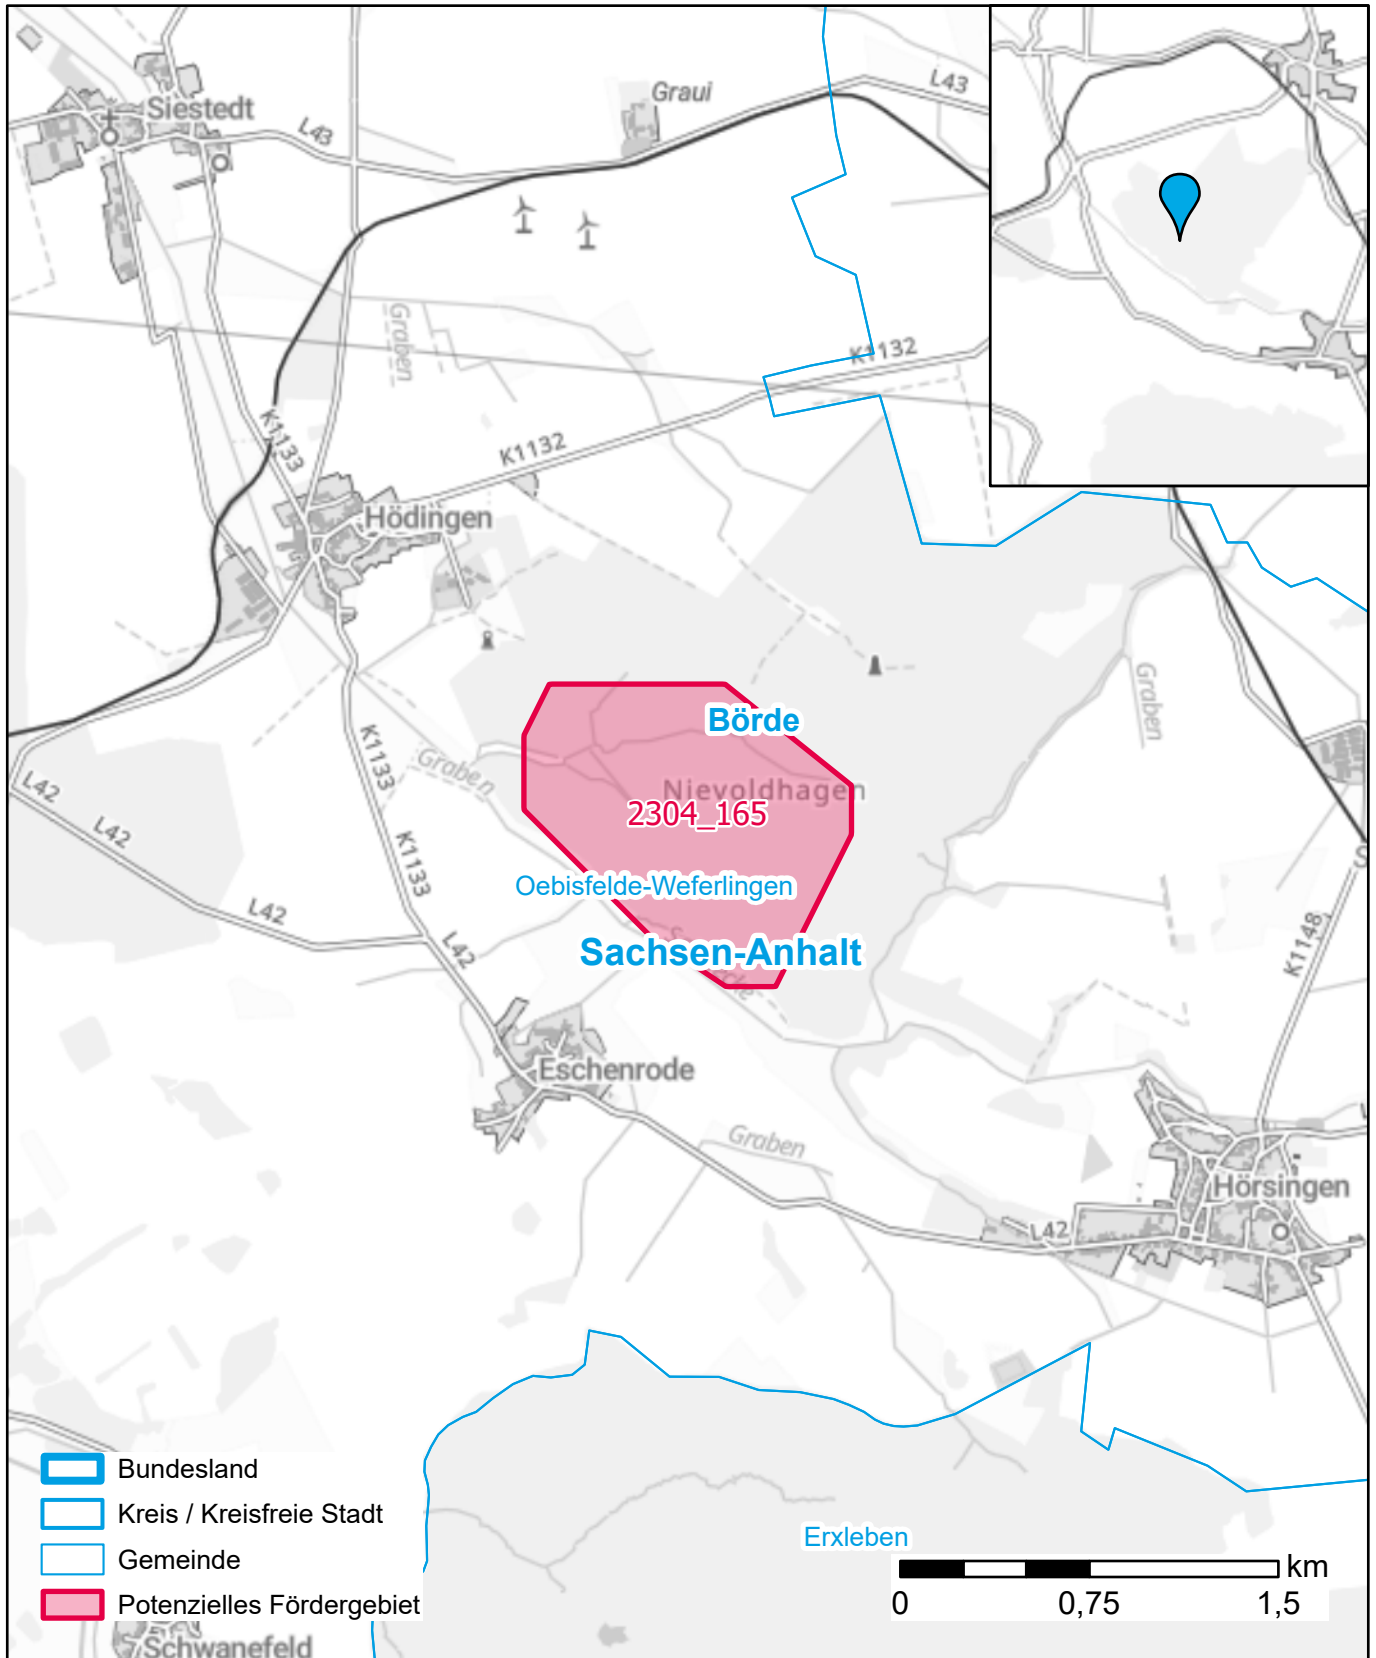 Siestedt
L43
Graui
L43
Graben
K1132
K1132
K1133
Hödingen
Graben
Börde
K1133
Graben
Nievoldhagen
2304_165
L42
L42
K1133
Oebisfelde-Weferlingen
L42
L42
Sachsen-Anhalt
K1148
Eschenrode
Graben
Hörsingen
L42
Bundesland
Kreis / Kreisfreie Stadt
Gemeinde
Potenzielles Fördergebiet
Erxleben
km
0
0,75
1,5
Schwanefeld